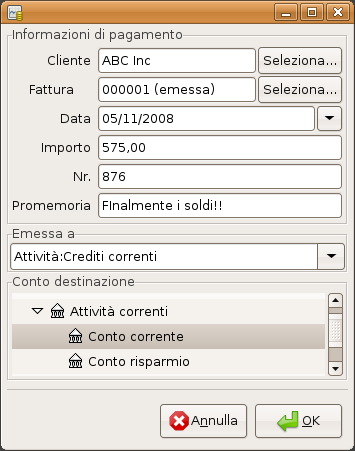 Informazioni di pagamento
Cliente ABC Inc Seleziona...
Fattura 000001 (emessa) Seleziona...
Data 05/11/2008
Importo 575,00
Nr. 876
Promemoria FInalmente i soldi!!
Emessa a
Attività:Crediti correnti
Conto destinazione
Attività correnti
Conto corrente
Conto risparmio
Annulla OK